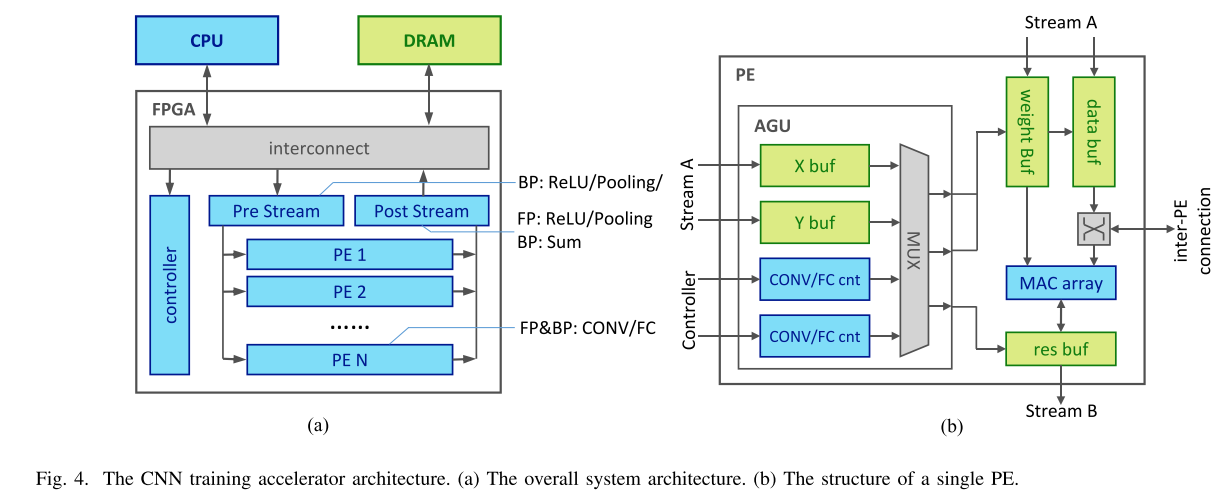 CPU
DRAM
FPGA
interconnect
BP: ReLU/Pooling/
Pre Stream
Post Stream
FP: ReLU/Pooling
BP: Sum
controller
PE 1
PE 2
......
FP&BP: CONV/FC
PE N
(a)
Stream A
PE
AGU
Stream A
X buf
Y buf
Controller
CONV/FC cnt
CONV/FC cnt
MUX
weight Buf
data buf
inter-PE
connection
MAC array
res buf
Stream B
(b)
Fig. 4. The CNN training accelerator architecture. (a) The overall system architecture. (b) The structure of a single PE.